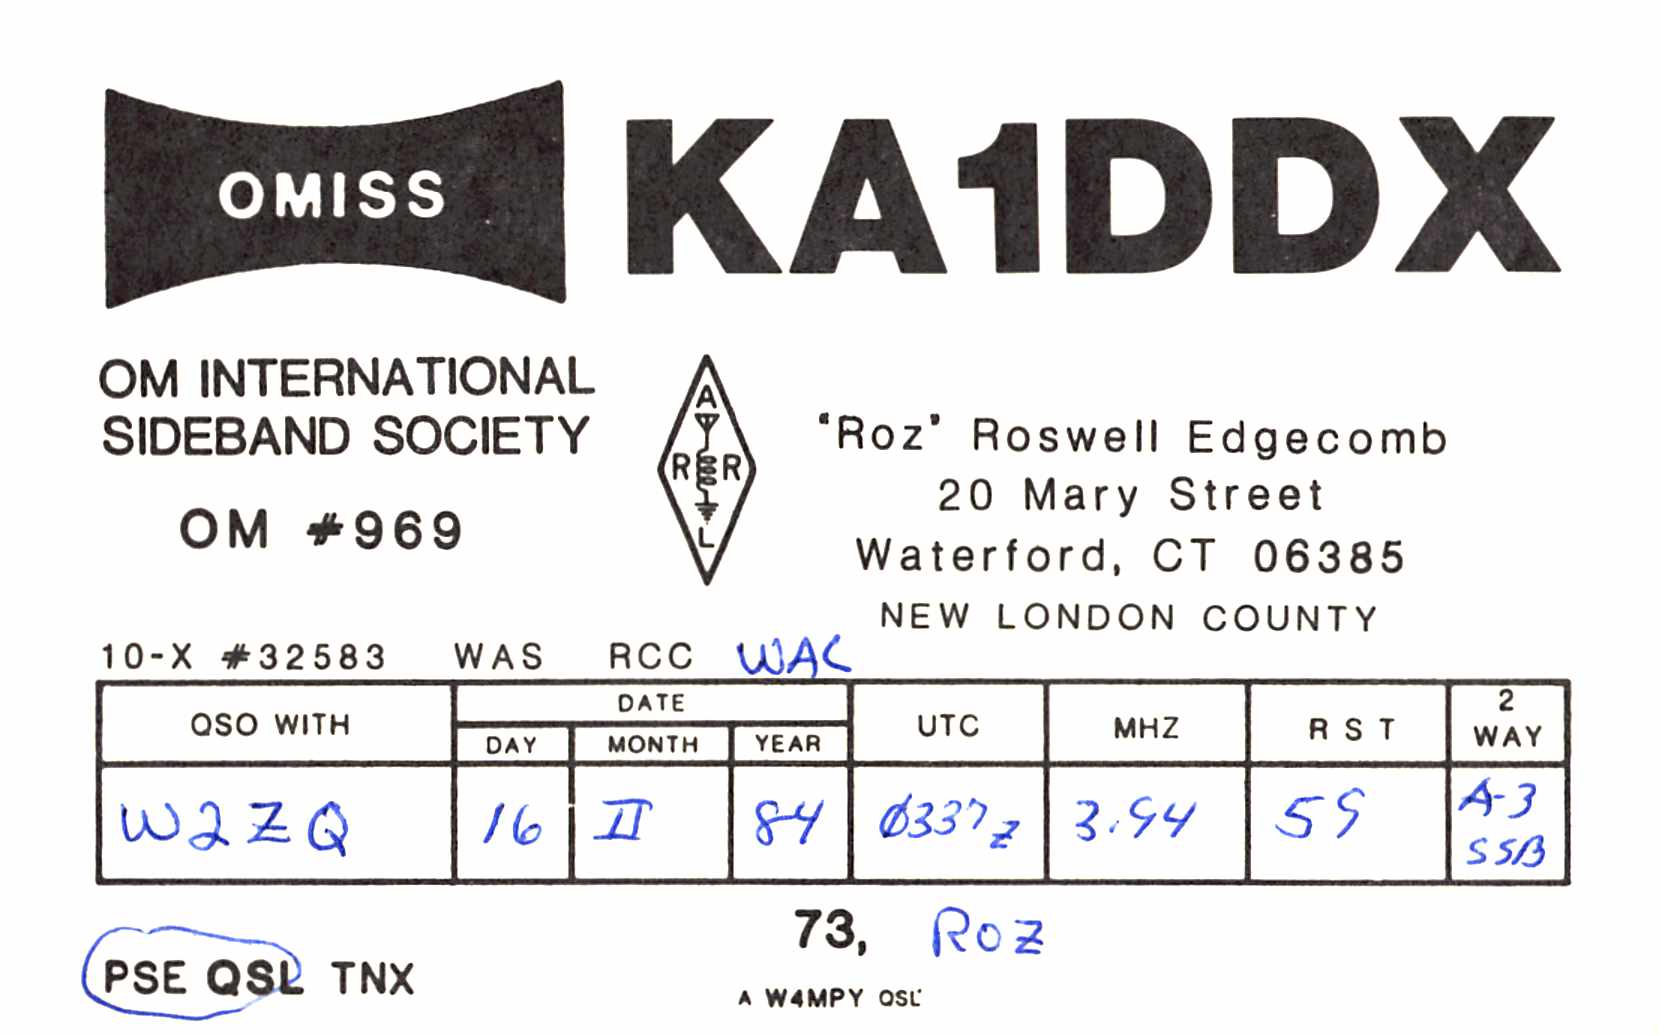 OMISS
KA1DDX
OM INTERNATIONAL
SIDEBAND SOCIETY
OM #969
A
R R
L
"Roz" Roswell Edgecomb
20 Mary Street
Waterford, CT 06385
NEW LONDON COUNTY
10-X #32583 WAS RCC WAC
QSO WITH DATE UTC MHZ RST 2 WAY
DAY MONTH YEAR
W2ZQ 16 II 84 Ø337z 3.94 59 A-3 SSB
73, Roz
PSE QSL TNX
A W4MPY QSL